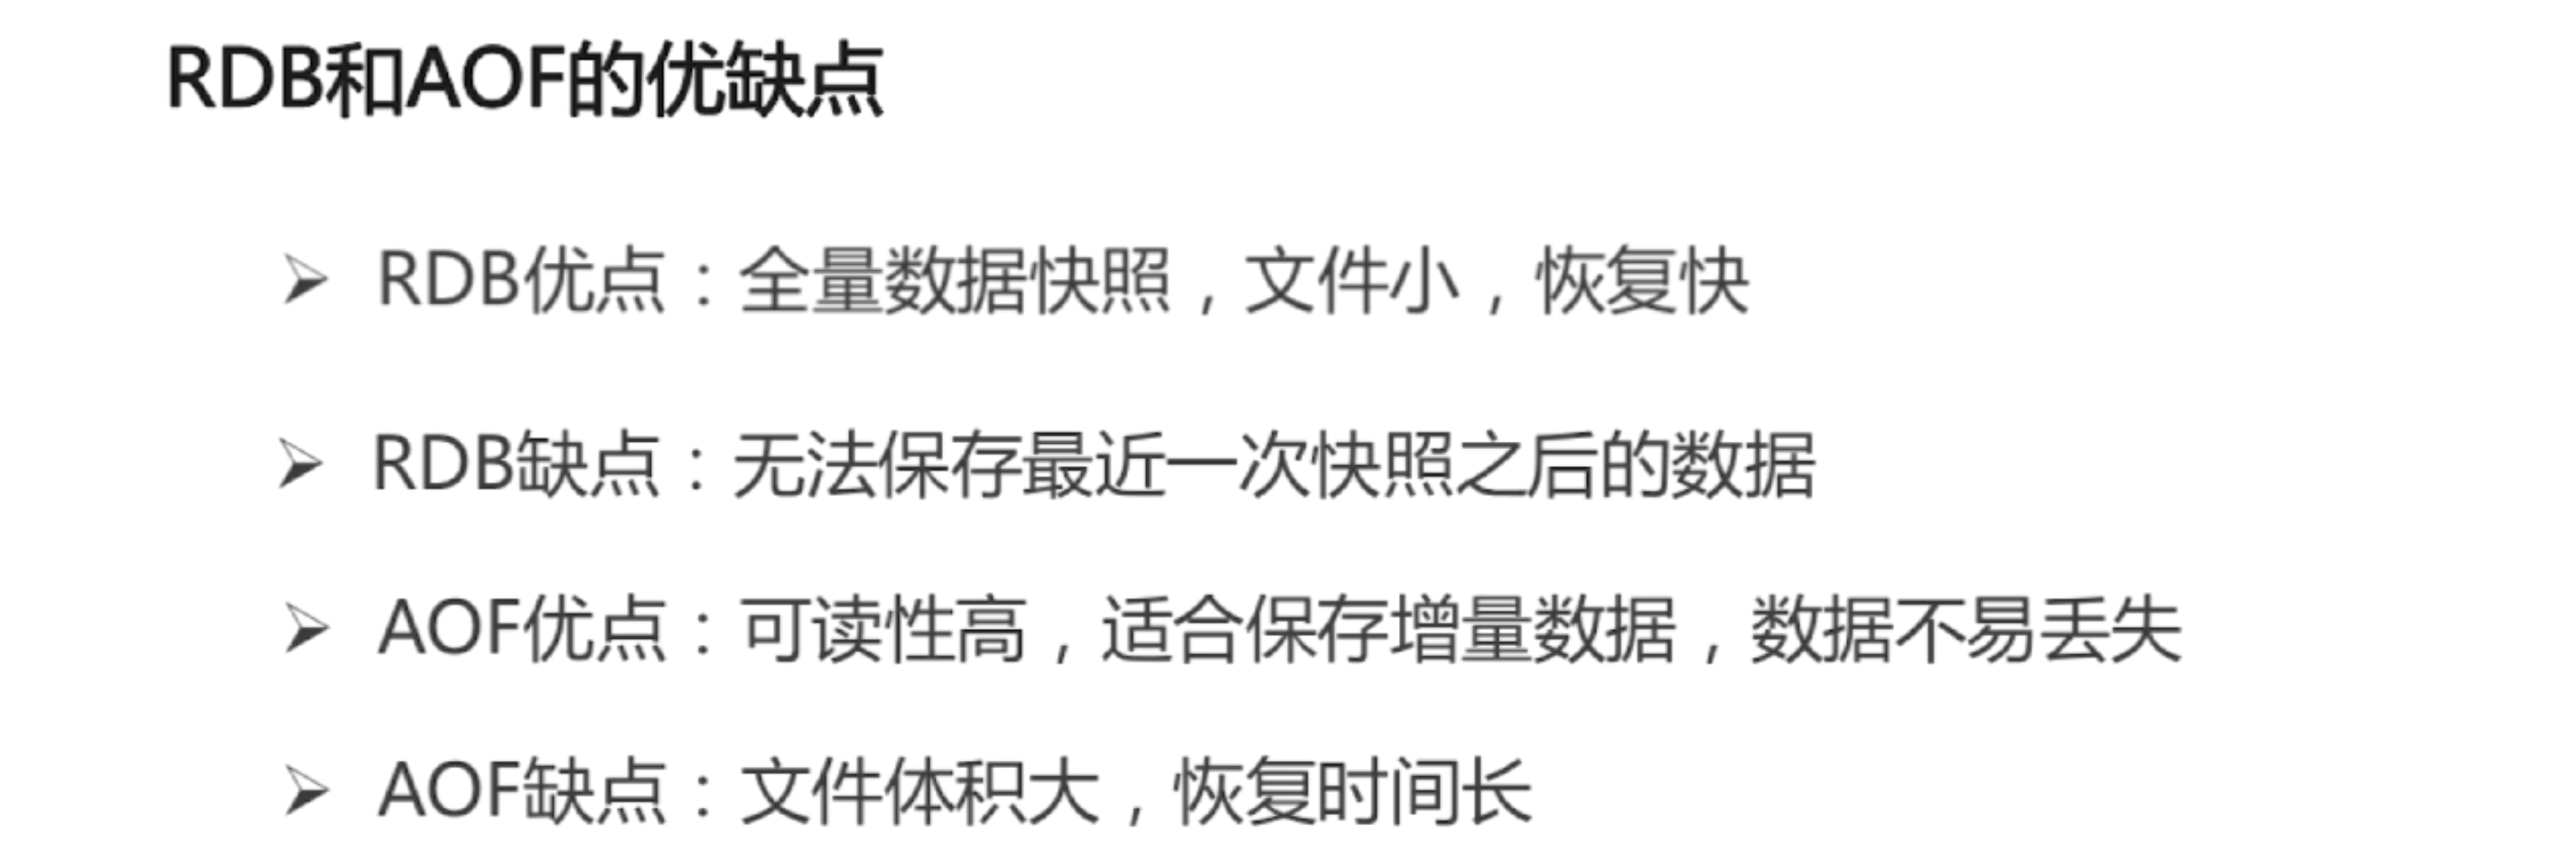 RDB和AOF的优缺点
RDB优点：全量数据快照，文件小，恢复快
RDB缺点：无法保存最近一次快照之后的数据
AOF优点：可读性高，适合保存增量数据，数据不易丢失
AOF缺点：文件体积大，恢复时间长